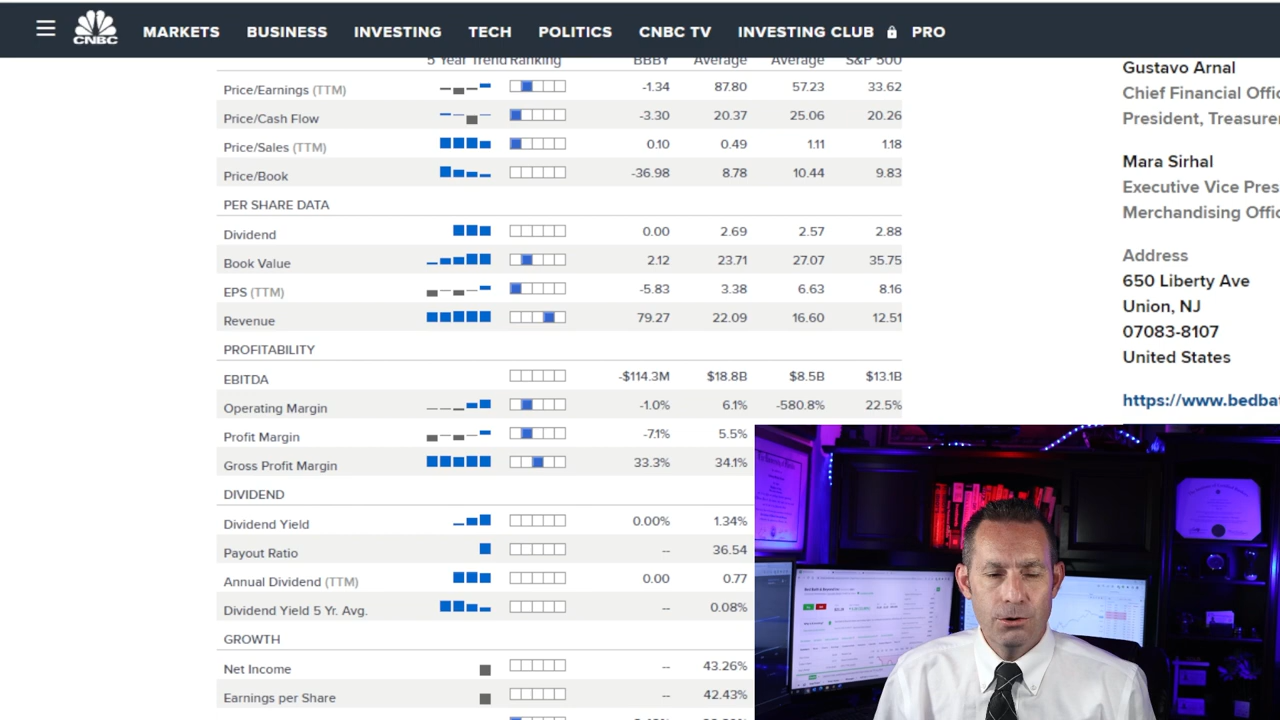 CNBC MARKETS BUSINESS INVESTING TECH POLITICS CNBC TV INVESTING CLUB PRO
5 Year Trend Ranking BBBY Average Average S&P 500
Price/Earnings (TTM) -1.34 87.80 57.23 33.62
Price/Cash Flow -3.30 20.37 25.06 20.26
Price/Sales (TTM) 0.10 0.49 1.11 1.18
Price/Book -36.98 8.78 10.44 9.83
PER SHARE DATA
Dividend 0.00 2.69 2.57 2.88
Book Value 2.12 23.71 27.07 35.75
EPS (TTM) -5.83 3.38 6.63 8.16
Revenue 79.27 22.09 16.60 12.51
PROFITABILITY
EBITDA -$114.3M $18.8B $8.5B $13.1B
Operating Margin -1.0% 6.1% -580.8% 22.5%
Profit Margin -7.1% 5.5%
Gross Profit Margin 33.3% 34.1%
DIVIDEND
Dividend Yield 0.00% 1.34%
Payout Ratio -- 36.54
Annual Dividend (TTM) 0.00 0.77
Dividend Yield 5 Yr. Avg. -- 0.08%
GROWTH
Net Income -- 43.26%
Earnings per Share -- 42.43%
Gustavo Arnal
Chief Financial Offic
President, Treasurer
Mara Sirhal
Executive Vice Pres
Merchandising Offic
Address
650 Liberty Ave
Union, NJ
07083-8107
United States
https://www.bedba